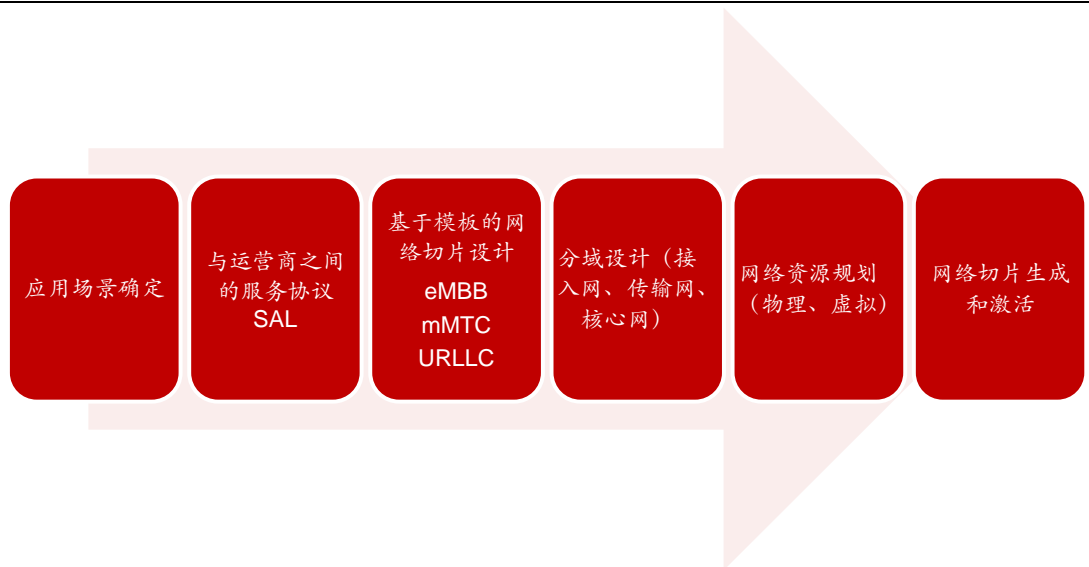 应用场景确定
与运营商之间
的服务协议
SAL
基于模板的网
络切片设计
eMBB
mMTC
URLLC
分域设计（接
入网、传输网、
核心网）
网络资源规划
（物理、虚拟）
网络切片生成
和激活